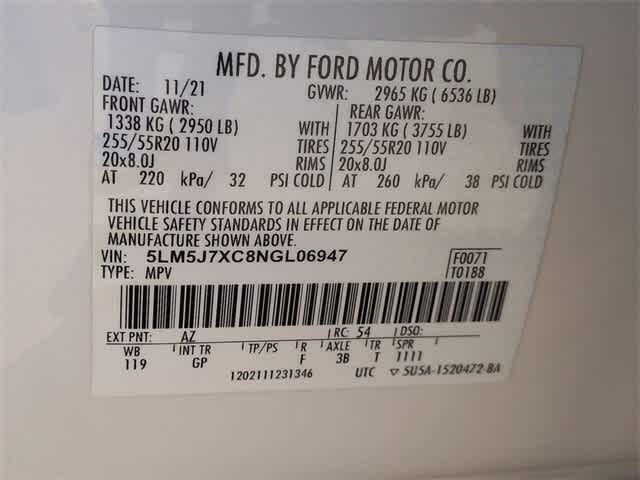 MFD. BY FORD MOTOR CO.
DATE: 11/21 GVWR: 2965 KG ( 6536 LB)
FRONT GAWR: REAR GAWR:
1338 KG ( 2950 LB) WITH 1703 KG ( 3755 LB) WITH
255/55R20 110V TIRES 255/55R20 110V TIRES
20x8.0J RIMS 20x8.0J RIMS
AT 220 kPa/ 32 PSI COLD AT 260 kPa/ 38 PSI COLD
THIS VEHICLE CONFORMS TO ALL APPLICABLE FEDERAL MOTOR
VEHICLE SAFETY STANDARDS IN EFFECT ON THE DATE OF
MANUFACTURE SHOWN ABOVE.
VIN: 5LM5J7XC8NGL06947 F0071
TYPE: MPV T0188
EXT PNT: AZ RC: 54 DSO:
WB INT TR TP/PS R AXLE TR SPR
119 GP F 3B T 1111
1202111231346 UTC ▽ 5U5A-1520472-BA